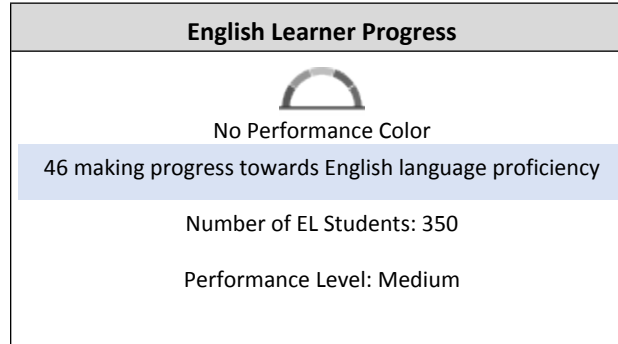 English Learner Progress
No Performance Color
46 making progress towards English language proficiency
Number of EL Students: 350
Performance Level: Medium